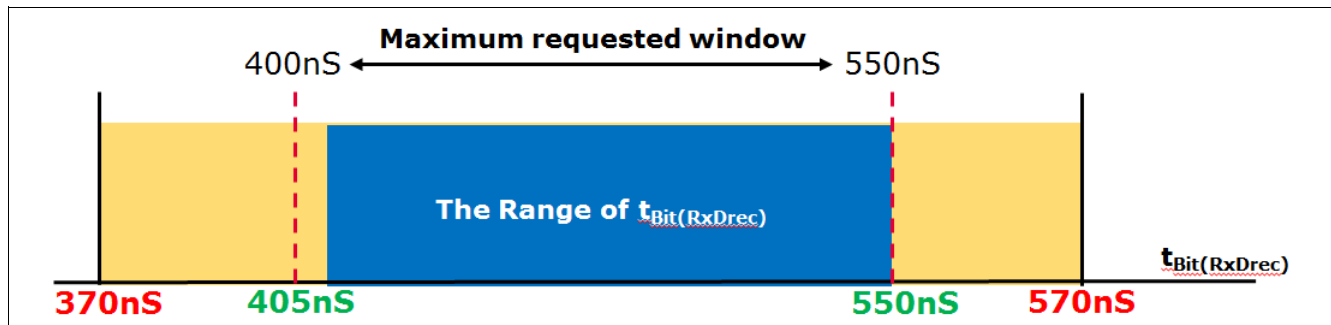 Maximum requested window
400nS 550nS
The Range of tBit(RxDrec)
tBit(RxDrec)
370nS 405nS 550nS 570nS